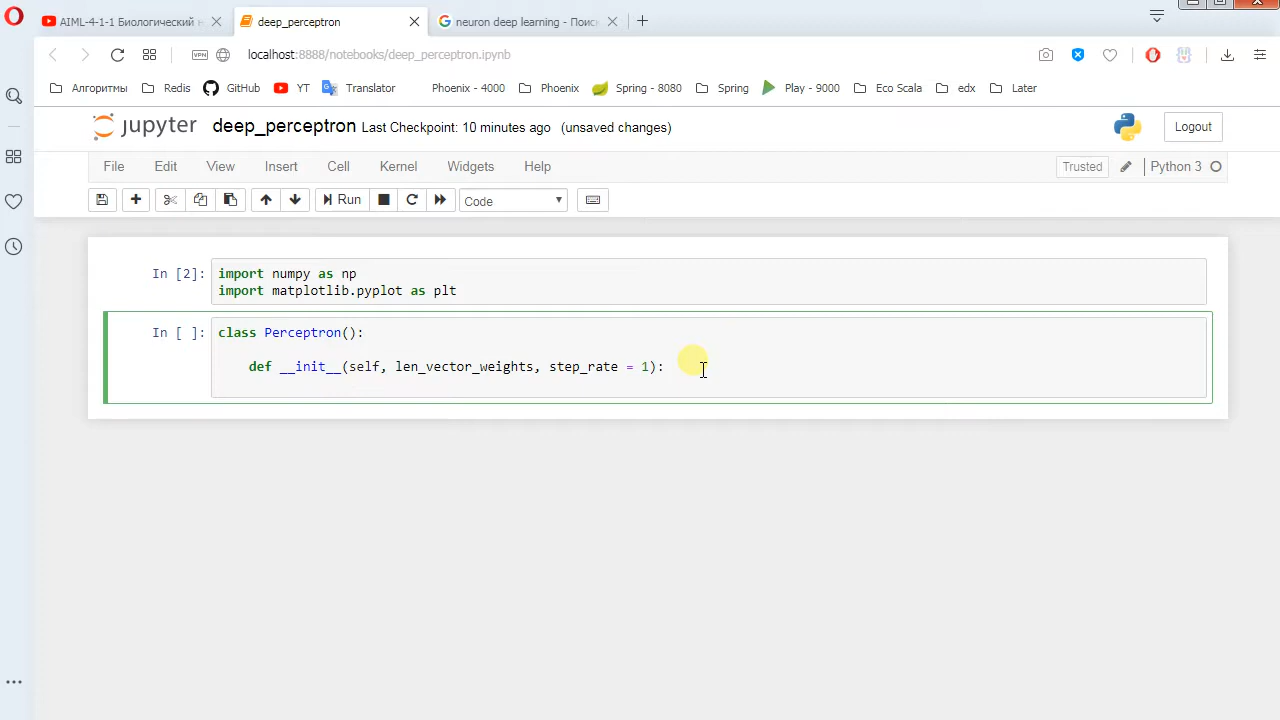 AIML-4-1-1 Биологический н
deep_perceptron
neuron deep learning - Поиск
VPN
localhost:8888/notebooks/deep_perceptron.ipynb
Алгоритмы
Redis
GitHub
YT
Translator
Phoenix - 4000
Phoenix
Spring - 8080
Spring
Play - 9000
Eco Scala
edx
Later
jupyter
deep_perceptron Last Checkpoint: 10 minutes ago (unsaved changes)
Logout
File Edit View Insert Cell Kernel Widgets Help
Trusted
Python 3
Run
Code
In [2]: import numpy as np
import matplotlib.pyplot as plt
In [ ]: class Perceptron():
def __init__(self, len_vector_weights, step_rate = 1):